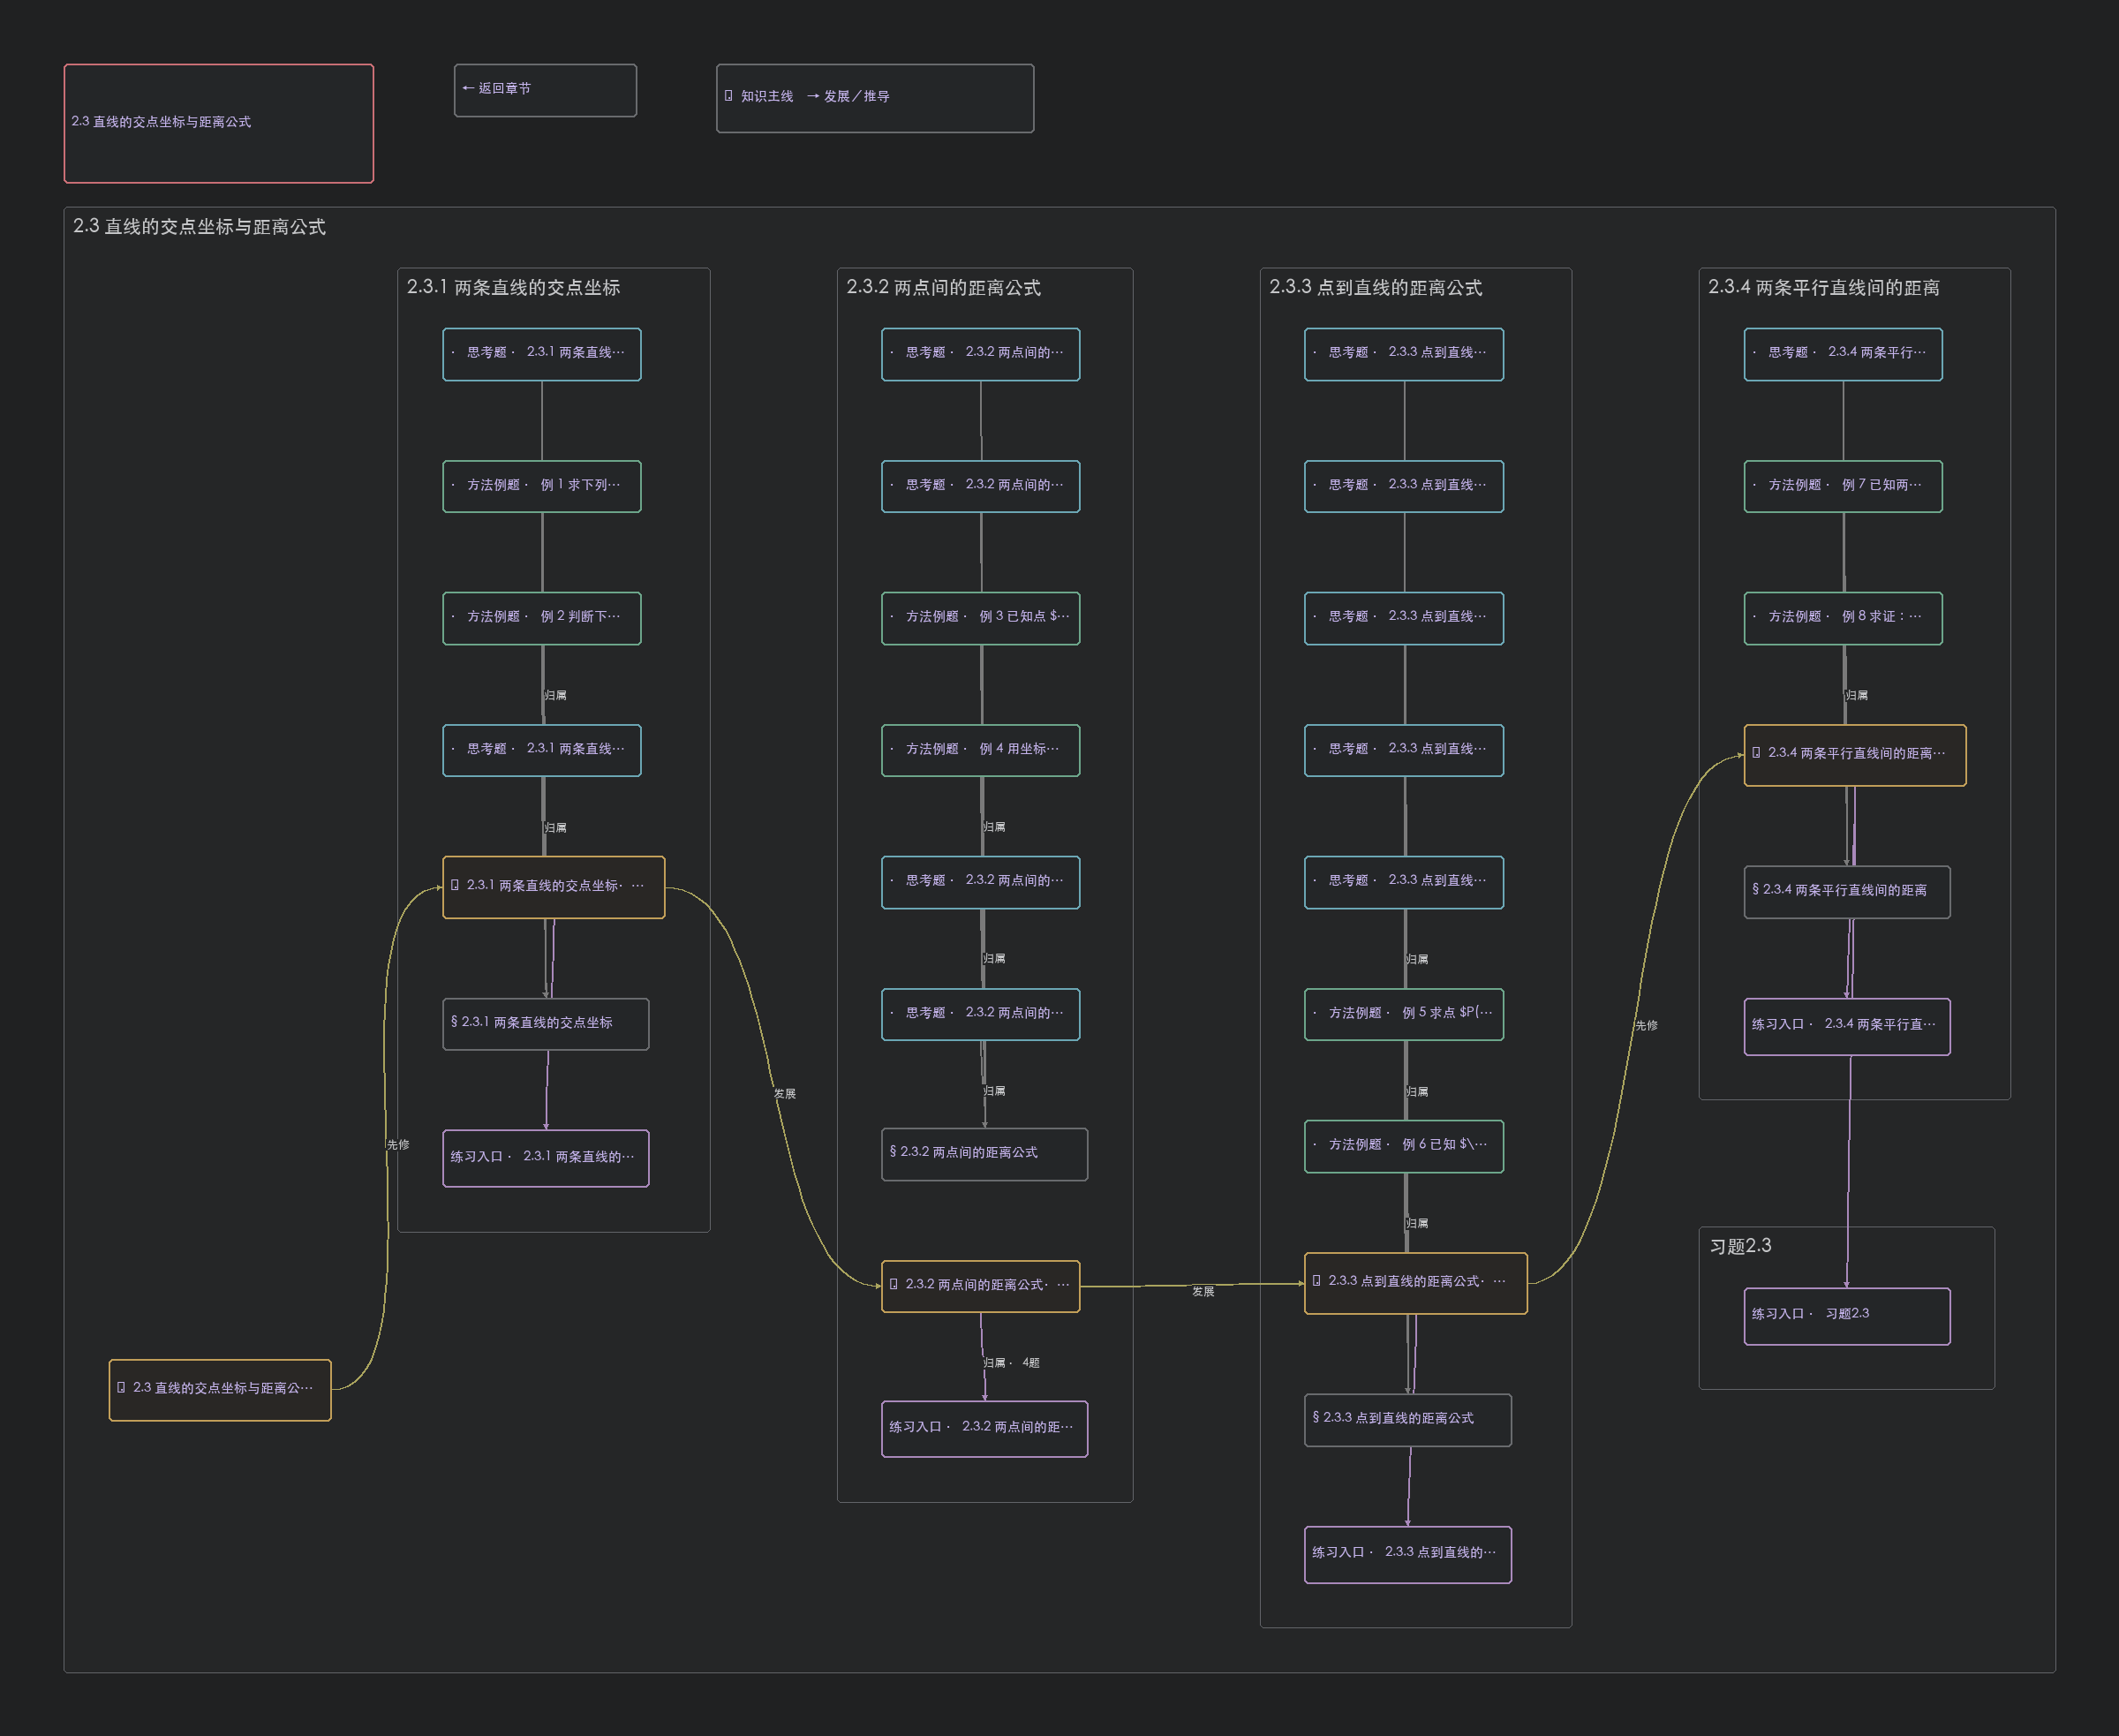 2.3 直线的交点坐标与距离公式
← 返回章节
知识主线 → 发展／推导
2.3 直线的交点坐标与距离公式
2.3.1 两条直线的交点坐标
· 思考题 · 2.3.1 两条直线…
· 方法例题 · 例 1 求下列…
· 方法例题 · 例 2 判断下…
归属
· 思考题 · 2.3.1 两条直线…
归属
2.3.1 两条直线的交点坐标· …
§ 2.3.1 两条直线的交点坐标
练习入口 · 2.3.1 两条直线的…
先修
2.3 直线的交点坐标与距离公…
发展
2.3.2 两点间的距离公式
· 思考题 · 2.3.2 两点间的…
· 思考题 · 2.3.2 两点间的…
· 方法例题 · 例 3 已知点 $…
· 方法例题 · 例 4 用坐标…
归属
· 思考题 · 2.3.2 两点间的…
归属
· 思考题 · 2.3.2 两点间的…
归属
§ 2.3.2 两点间的距离公式
2.3.2 两点间的距离公式· …
归属 · 4题
练习入口 · 2.3.2 两点间的距…
发展
2.3.3 点到直线的距离公式
· 思考题 · 2.3.3 点到直线…
· 思考题 · 2.3.3 点到直线…
· 思考题 · 2.3.3 点到直线…
· 思考题 · 2.3.3 点到直线…
· 思考题 · 2.3.3 点到直线…
归属
· 方法例题 · 例 5 求点 $P(…
归属
· 方法例题 · 例 6 已知 $\…
归属
2.3.3 点到直线的距离公式· …
§ 2.3.3 点到直线的距离公式
练习入口 · 2.3.3 点到直线的…
先修
2.3.4 两条平行直线间的距离
· 思考题 · 2.3.4 两条平行…
· 方法例题 · 例 7 已知两…
· 方法例题 · 例 8 求证：…
归属
2.3.4 两条平行直线间的距离…
§ 2.3.4 两条平行直线间的距离
练习入口 · 2.3.4 两条平行直…
习题2.3
练习入口 · 习题2.3